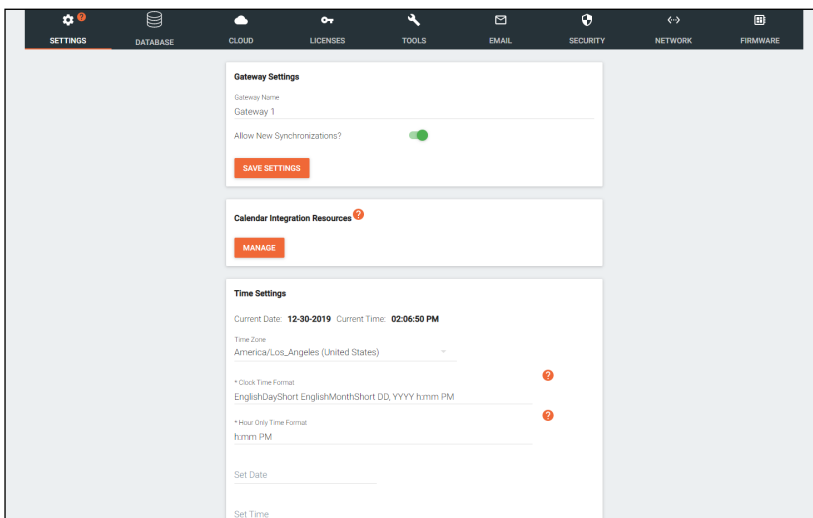 SETTINGS DATABASE CLOUD LICENSES TOOLS EMAIL SECURITY NETWORK FIRMWARE
Gateway Settings
Gateway Name
Gateway 1
Allow New Synchronizations?
SAVE SETTINGS
Calendar Integration Resources ?
MANAGE
Time Settings
Current Date: 12-30-2019 Current Time: 02:06:50 PM
Time Zone
America/Los_Angeles (United States)
* Clock Time Format ?
EnglishDayShort EnglishMonthShort DD, YYYY h:mm PM
* Hour Only Time Format ?
h:mm PM
Set Date
Set Time